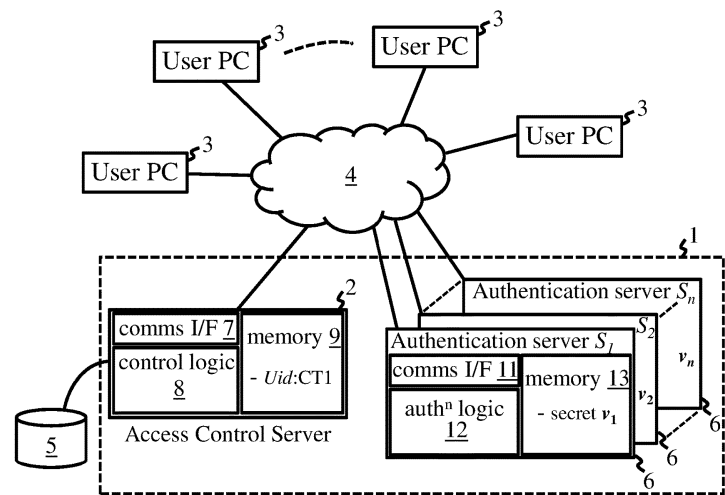 3
User PC
3
User PC
3
User PC
3
User PC
4
1
2
comms I/F 7
memory 9
control logic
8
- Uid:CT1
Access Control Server
5
Authentication server Sn
S2
Authentication server S1
comms I/F 11
memory 13
authⁿ logic
12
- secret v1
v2
vn
6
6
6